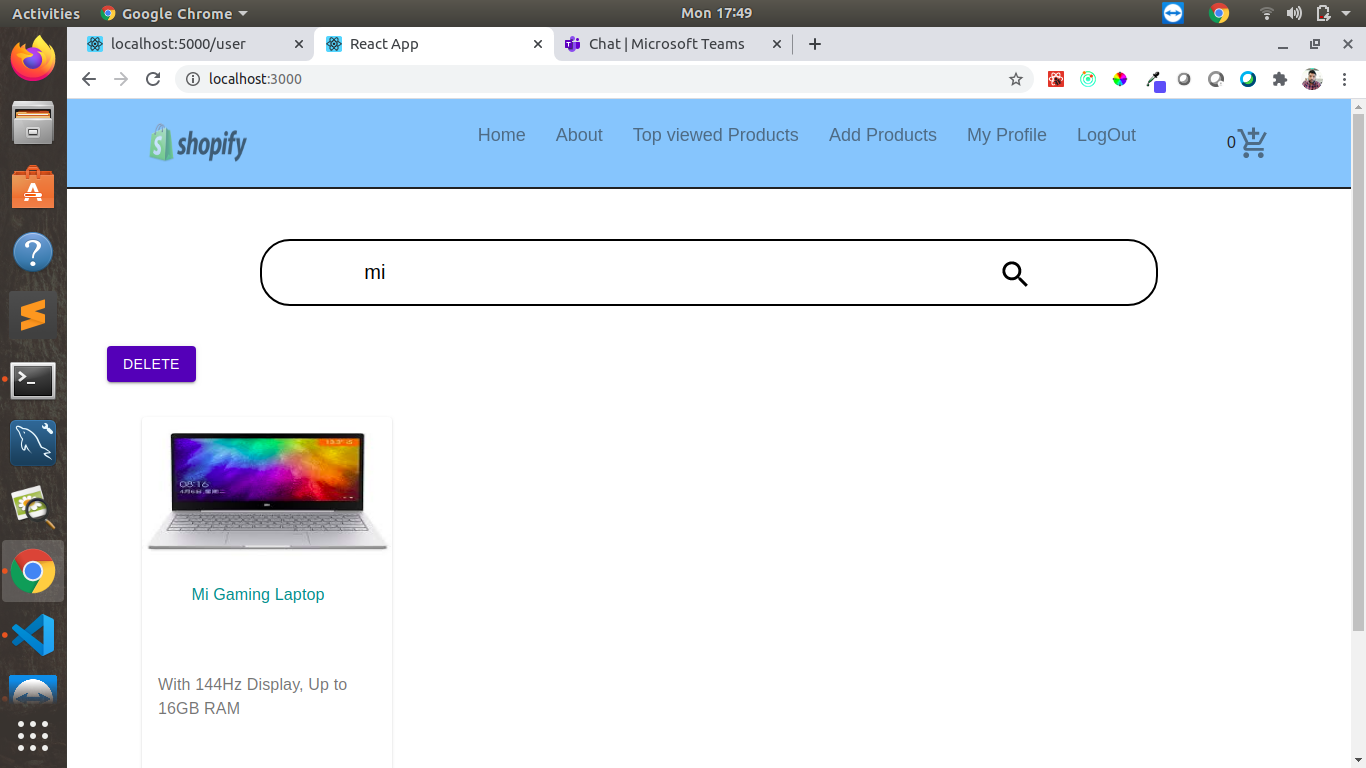 Activities
Google Chrome
Mon 17:49
localhost:5000/user
React App
Chat | Microsoft Teams
localhost:3000
shopify
Home
About
Top viewed Products
Add Products
My Profile
LogOut
0
mi
DELETE
08:16
Mi Gaming Laptop
With 144Hz Display, Up to
16GB RAM